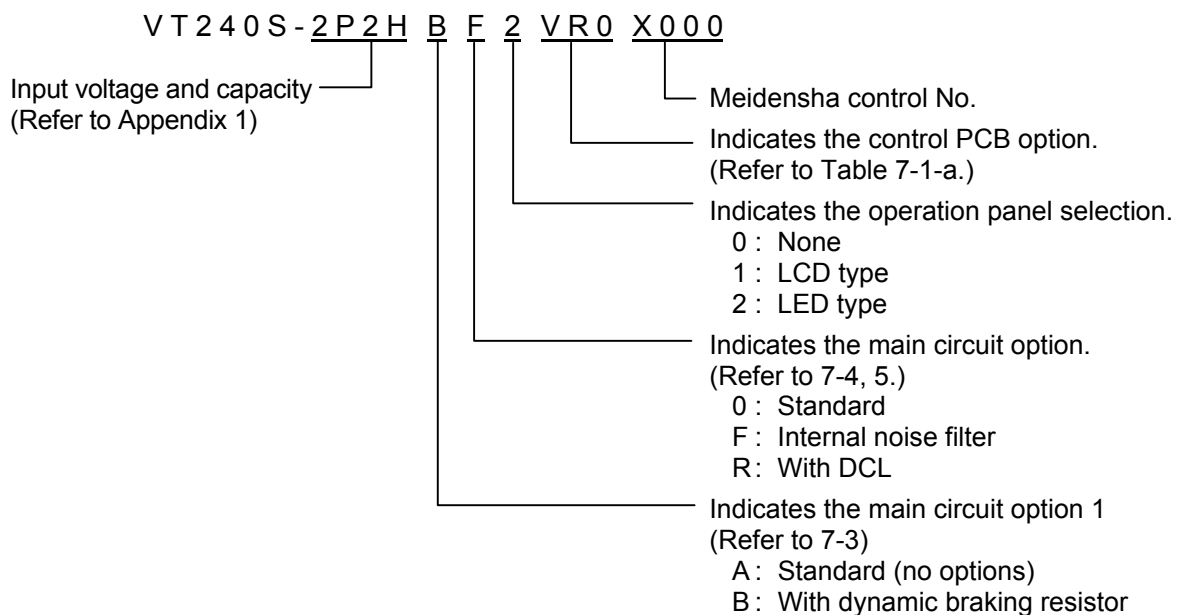 VT240S-2P2H B F 2 VR0 X000
Input voltage and capacity
(Refer to Appendix 1)
Meidensha control No.
Indicates the control PCB option.
(Refer to Table 7-1-a.)
Indicates the operation panel selection.
0 : None
1 : LCD type
2 : LED type
Indicates the main circuit option.
(Refer to 7-4, 5.)
0 : Standard
F : Internal noise filter
R : With DCL
Indicates the main circuit option 1
(Refer to 7-3)
A : Standard (no options)
B : With dynamic braking resistor